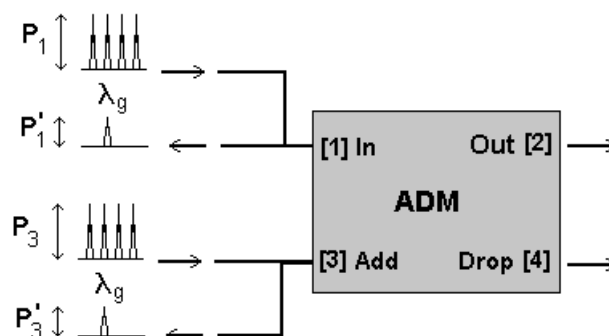 P1
λg
P'1
[1] In
Out [2]
ADM
P3
[3] Add
Drop [4]
λg
P'3